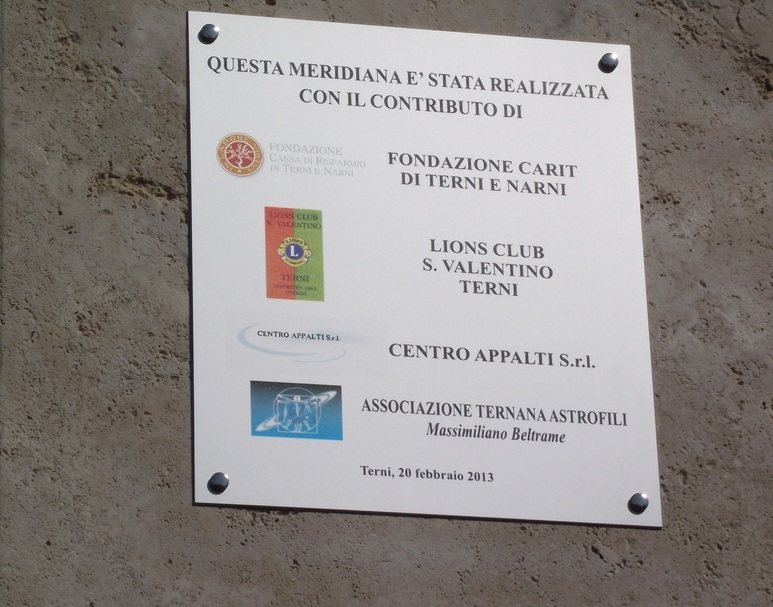 QUESTA MERIDIANA E' STATA REALIZZATA
CON IL CONTRIBUTO DI
FONDAZIONE
CASSA DI RISPARMIO
DI TERNI E NARNI
FONDAZIONE CARIT
DI TERNI E NARNI
LIONS CLUB
S. VALENTINO
LIONS
L
TERNI
LIONS CLUB
S. VALENTINO
TERNI
CENTRO APPALTI S.r.l.
CENTRO APPALTI S.r.l.
ASSOCIAZIONE TERNANA ASTROFILI
Massimiliano Beltrame
Terni, 20 febbraio 2013